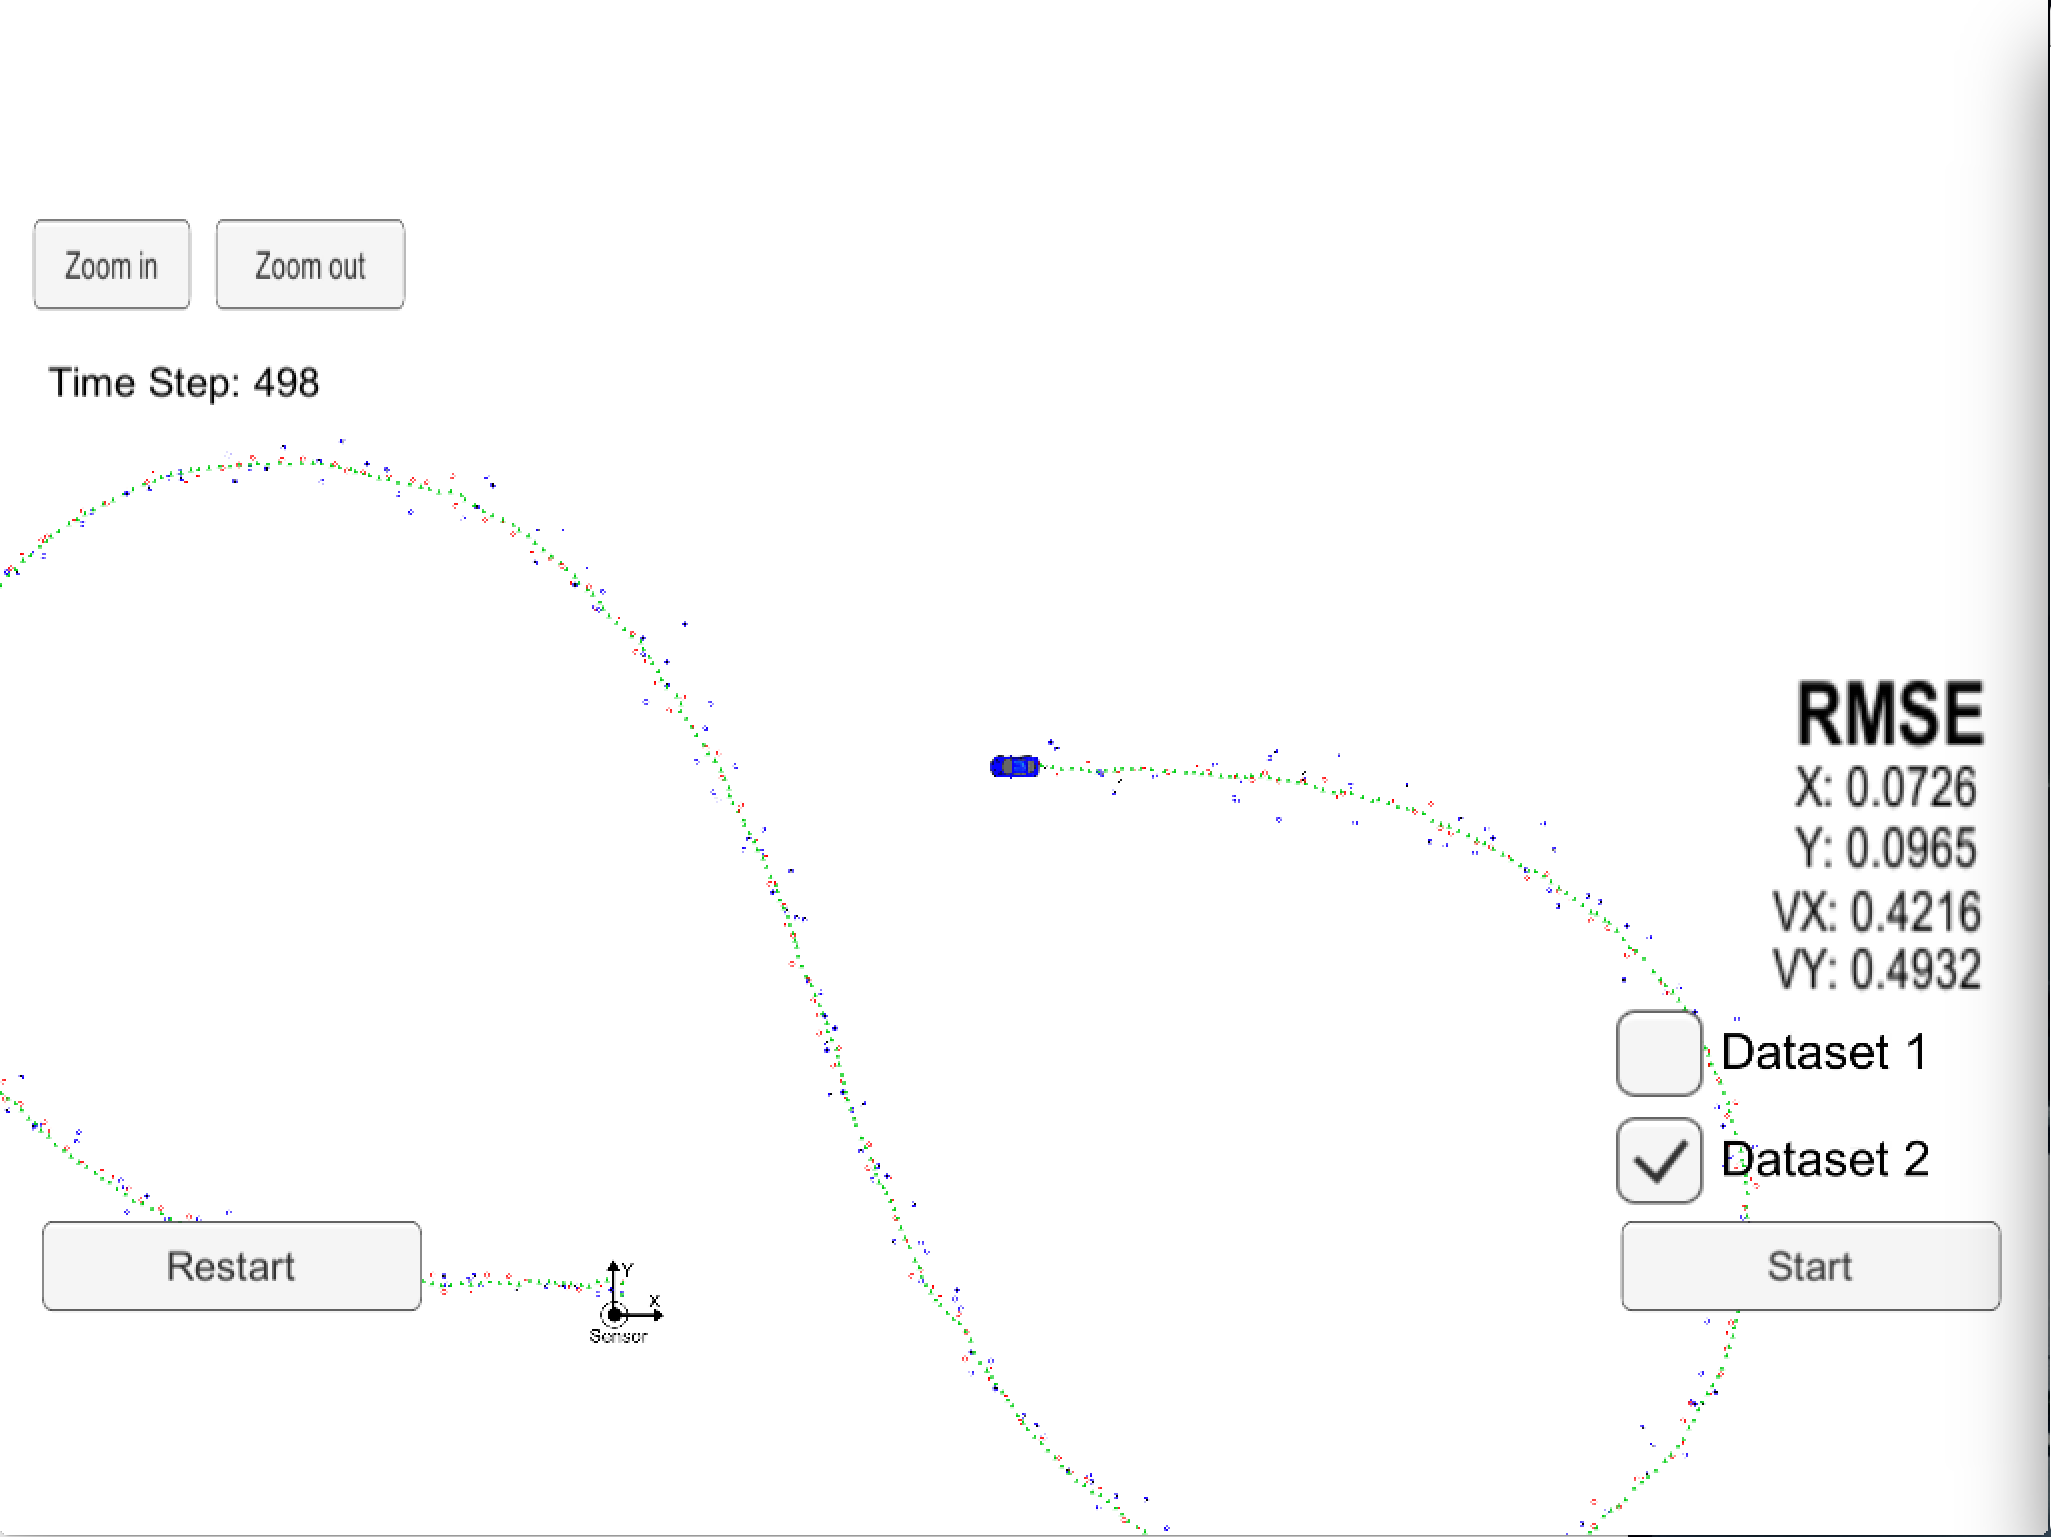 Zoom in
Zoom out
Time Step: 498
RMSE
X: 0.0726
Y: 0.0965
VX: 0.4216
VY: 0.4932
Dataset 1
Dataset 2
Restart
Start
Y
X
Sensor